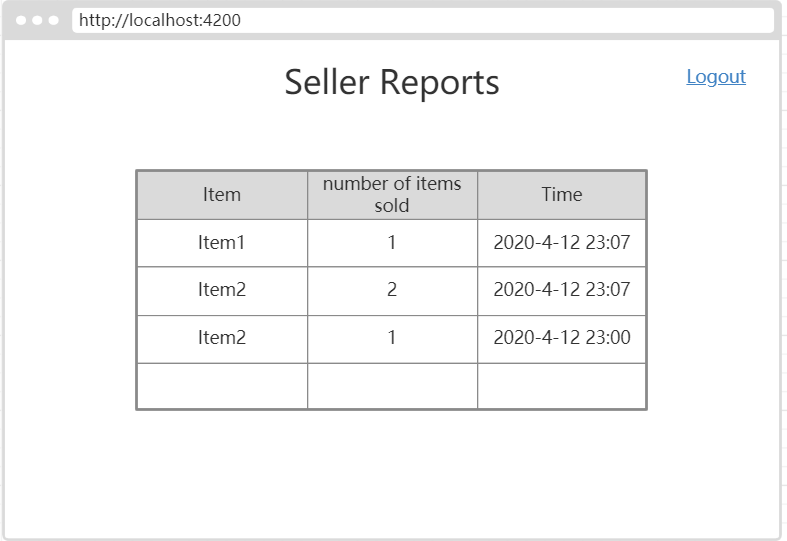 http://localhost:4200
Seller Reports
Logout
Item
number of items
sold
Time
Item1
1
2020-4-12 23:07
Item2
2
2020-4-12 23:07
Item2
1
2020-4-12 23:00